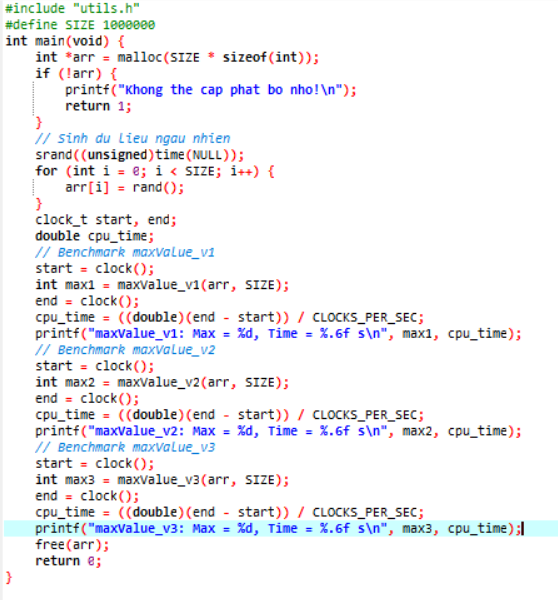 #include "utils.h"
#define SIZE 1000000
int main(void) {
    int *arr = malloc(SIZE * sizeof(int));
    if (!arr) {
        printf("Khong the cap phat bo nho!\n");
        return 1;
    }
    // Sinh du lieu ngau nhien
    srand((unsigned)time(NULL));
    for (int i = 0; i < SIZE; i++) {
        arr[i] = rand();
    }
    clock_t start, end;
    double cpu_time;
    // Benchmark maxValue_v1
    start = clock();
    int max1 = maxValue_v1(arr, SIZE);
    end = clock();
    cpu_time = ((double)(end - start)) / CLOCKS_PER_SEC;
    printf("maxValue_v1: Max = %d, Time = %.6f s\n", max1, cpu_time);
    // Benchmark maxValue_v2
    start = clock();
    int max2 = maxValue_v2(arr, SIZE);
    end = clock();
    cpu_time = ((double)(end - start)) / CLOCKS_PER_SEC;
    printf("maxValue_v2: Max = %d, Time = %.6f s\n", max2, cpu_time);
    // Benchmark maxValue_v3
    start = clock();
    int max3 = maxValue_v3(arr, SIZE);
    end = clock();
    cpu_time = ((double)(end - start)) / CLOCKS_PER_SEC;
    printf("maxValue_v3: Max = %d, Time = %.6f s\n", max3, cpu_time);
    free(arr);
    return 0;
}